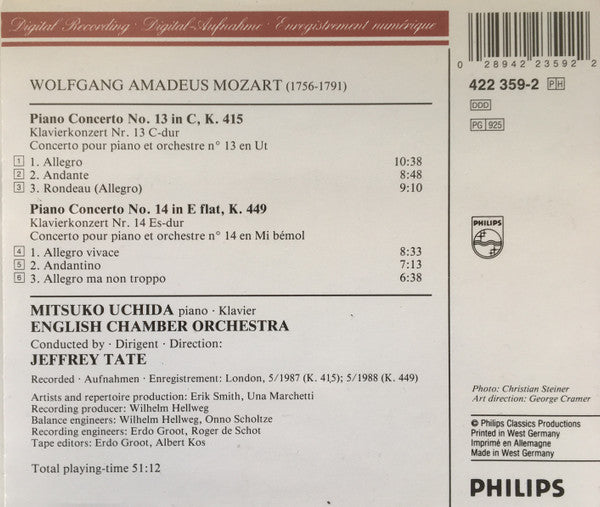 Digital Recording · Digital-Aufnahme · Enregistrement numérique
WOLFGANG AMADEUS MOZART (1756-1791)
Piano Concerto No. 13 in C, K. 415
Klavierkonzert Nr. 13 C-dur
Concerto pour piano et orchestre n° 13 en Ut
1 1. Allegro 10:38
2 2. Andante 8:48
3 3. Rondeau (Allegro) 9:10
Piano Concerto No. 14 in E flat, K. 449
Klavierkonzert Nr. 14 Es-dur
Concerto pour piano et orchestre n° 14 en Mi bémol
4 1. Allegro vivace 8:33
5 2. Andantino 7:13
6 3. Allegro ma non troppo 6:38
MITSUKO UCHIDA piano · Klavier
ENGLISH CHAMBER ORCHESTRA
Conducted by · Dirigent · Direction:
JEFFREY TATE
Recorded · Aufnahmen · Enregistrement: London, 5/1987 (K. 415); 5/1988 (K. 449)
Artists and repertoire production: Erik Smith, Una Marchetti
Recording producer: Wilhelm Hellweg
Balance engineers: Wilhelm Hellweg, Onno Scholtze
Recording engineers: Erdo Groot, Roger de Schot
Tape editors: Erdo Groot, Albert Kos
Total playing-time 51:12
0 28942 23592 2
422 359-2 PH
DDD
PG 925
PHILIPS
Photo: Christian Steiner
Art direction: George Cramer
© Philips Classics Productions
Printed in West Germany
Imprimé en Allemagne
Made in West Germany
PHILIPS